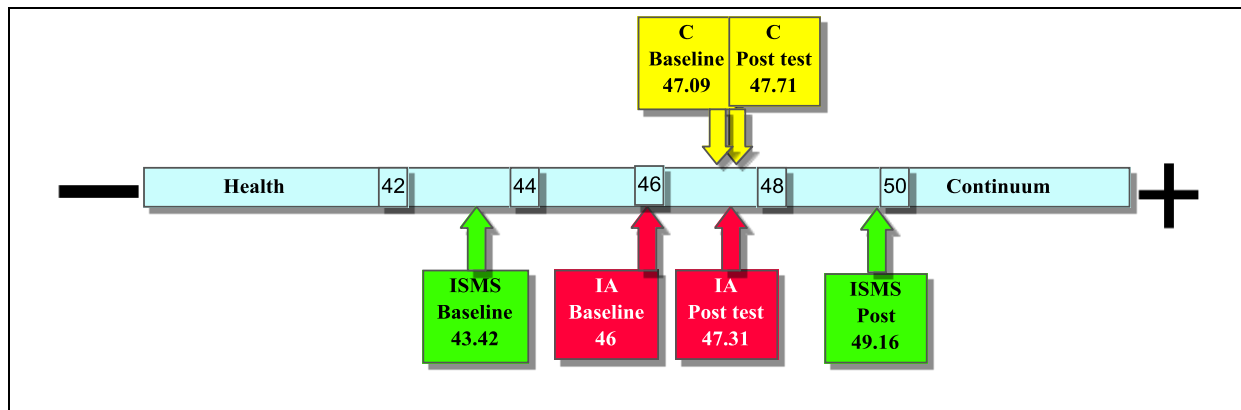 C
Baseline
47.09
C
Post test
47.71
Health 42 44 46 48 50 Continuum
ISMS
Baseline
43.42
IA
Baseline
46
IA
Post test
47.31
ISMS
Post
49.16